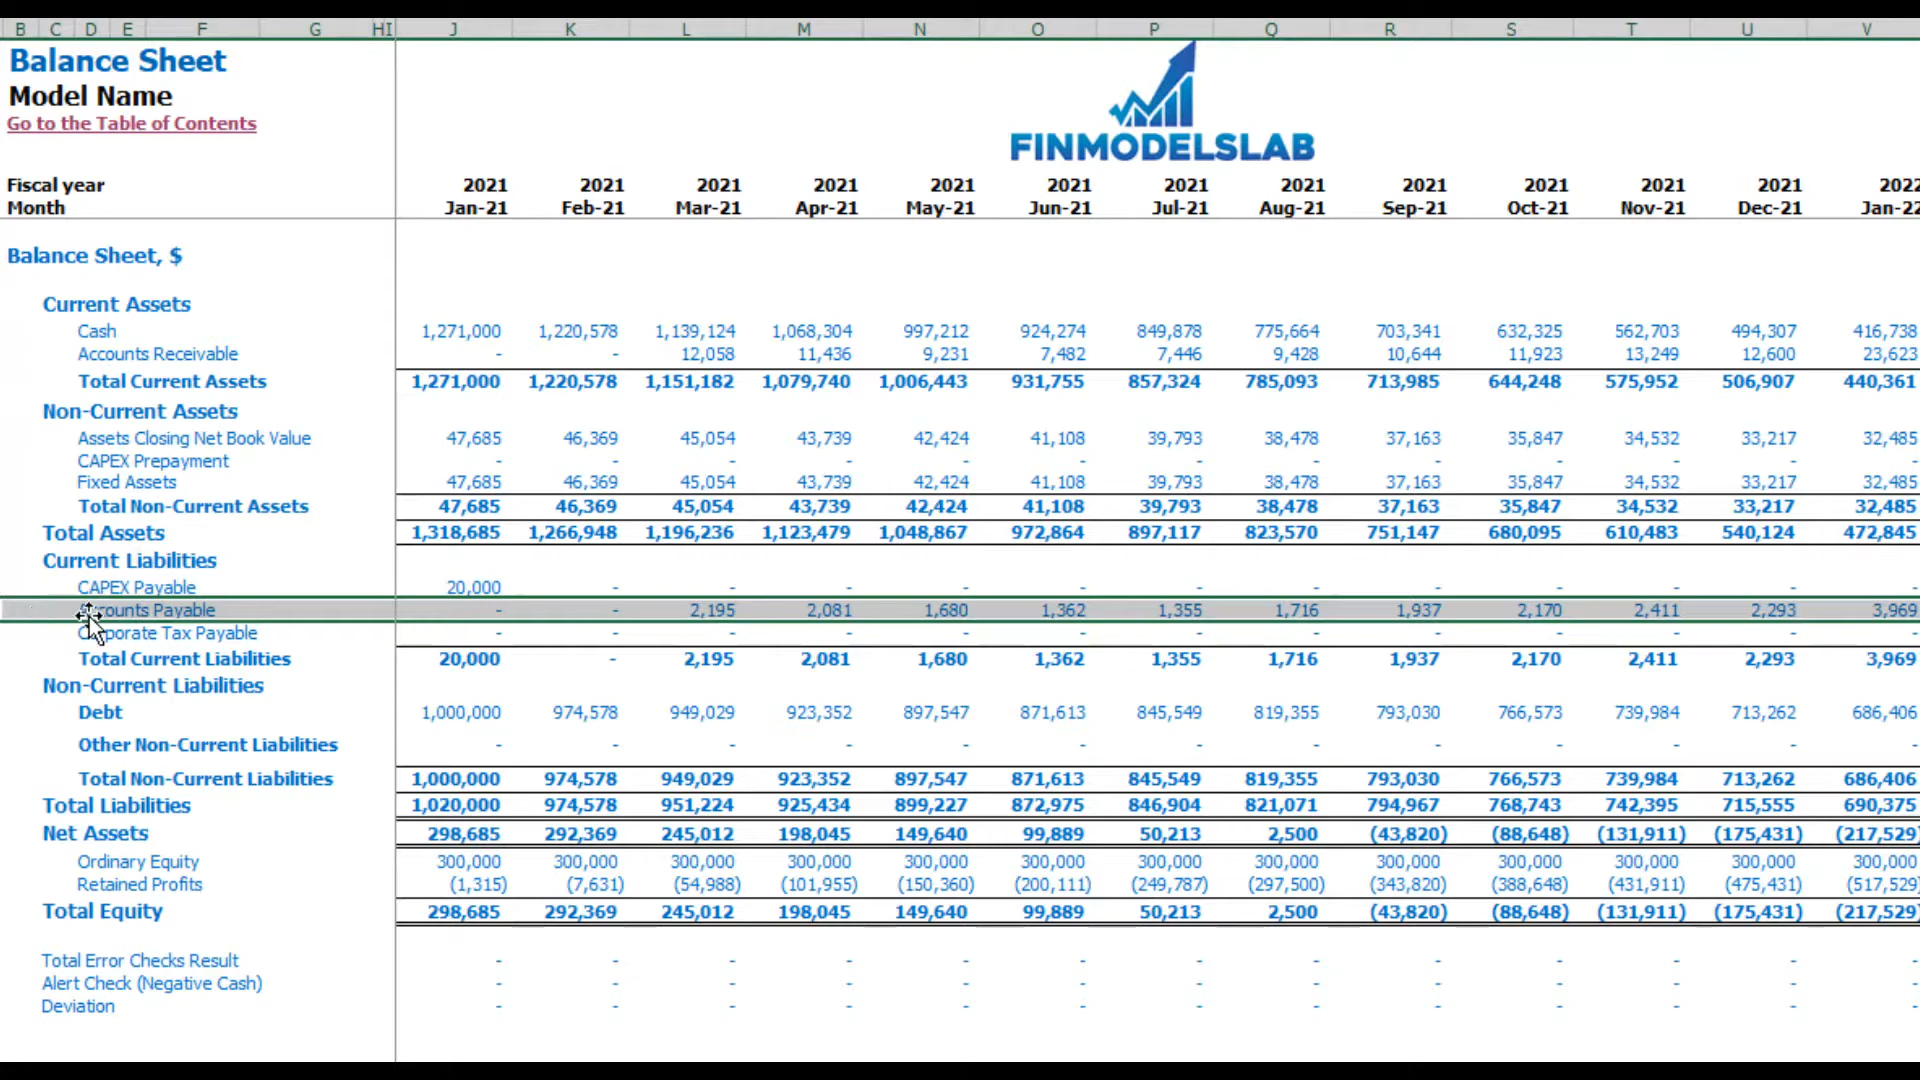 B C D E F G HI J K L M N O P Q R S T U V
Balance Sheet
Model Name
Go to the Table of Contents
FINMODELSLAB
Fiscal year 2021 2021 2021 2021 2021 2021 2021 2021 2021 2021 2021 2021 2022
Month Jan-21 Feb-21 Mar-21 Apr-21 May-21 Jun-21 Jul-21 Aug-21 Sep-21 Oct-21 Nov-21 Dec-21 Jan-22
Balance Sheet, $
Current Assets
Cash 1,271,000 1,220,578 1,139,124 1,068,304 997,212 924,274 849,878 775,664 703,341 632,325 562,703 494,307 416,738
Accounts Receivable - - 12,058 11,436 9,231 7,482 7,446 9,428 10,644 11,923 13,249 12,600 23,623
Total Current Assets 1,271,000 1,220,578 1,151,182 1,079,740 1,006,443 931,755 857,324 785,093 713,985 644,248 575,952 506,907 440,361
Non-Current Assets
Assets Closing Net Book Value 47,685 46,369 45,054 43,739 42,424 41,108 39,793 38,478 37,163 35,847 34,532 33,217 32,485
CAPEX Prepayment - - - - - - - - - - - - -
Fixed Assets 47,685 46,369 45,054 43,739 42,424 41,108 39,793 38,478 37,163 35,847 34,532 33,217 32,485
Total Non-Current Assets 47,685 46,369 45,054 43,739 42,424 41,108 39,793 38,478 37,163 35,847 34,532 33,217 32,485
Total Assets 1,318,685 1,266,948 1,196,236 1,123,479 1,048,867 972,864 897,117 823,570 751,147 680,095 610,483 540,124 472,845
Current Liabilities
CAPEX Payable 20,000 - - - - - - - - - - - -
Accounts Payable - - 2,195 2,081 1,680 1,362 1,355 1,716 1,937 2,170 2,411 2,293 3,969
Corporate Tax Payable - - - - - - - - - - - - -
Total Current Liabilities 20,000 - 2,195 2,081 1,680 1,362 1,355 1,716 1,937 2,170 2,411 2,293 3,969
Non-Current Liabilities
Debt 1,000,000 974,578 949,029 923,352 897,547 871,613 845,549 819,355 793,030 766,573 739,984 713,262 686,406
Other Non-Current Liabilities - - - - - - - - - - - - -
Total Non-Current Liabilities 1,000,000 974,578 949,029 923,352 897,547 871,613 845,549 819,355 793,030 766,573 739,984 713,262 686,406
Total Liabilities 1,020,000 974,578 951,224 925,434 899,227 872,975 846,904 821,071 794,967 768,743 742,395 715,555 690,375
Net Assets 298,685 292,369 245,012 198,045 149,640 99,889 50,213 2,500 (43,820) (88,648) (131,911) (175,431) (217,529)
Ordinary Equity 300,000 300,000 300,000 300,000 300,000 300,000 300,000 300,000 300,000 300,000 300,000 300,000 300,000
Retained Profits (1,315) (7,631) (54,988) (101,955) (150,360) (200,111) (249,787) (297,500) (343,820) (388,648) (431,911) (475,431) (517,529)
Total Equity 298,685 292,369 245,012 198,045 149,640 99,889 50,213 2,500 (43,820) (88,648) (131,911) (175,431) (217,529)
Total Error Checks Result - - - - - - - - - - - - -
Alert Check (Negative Cash) - - - - - - - - - - - - -
Deviation - - - - - - - - - - - - -